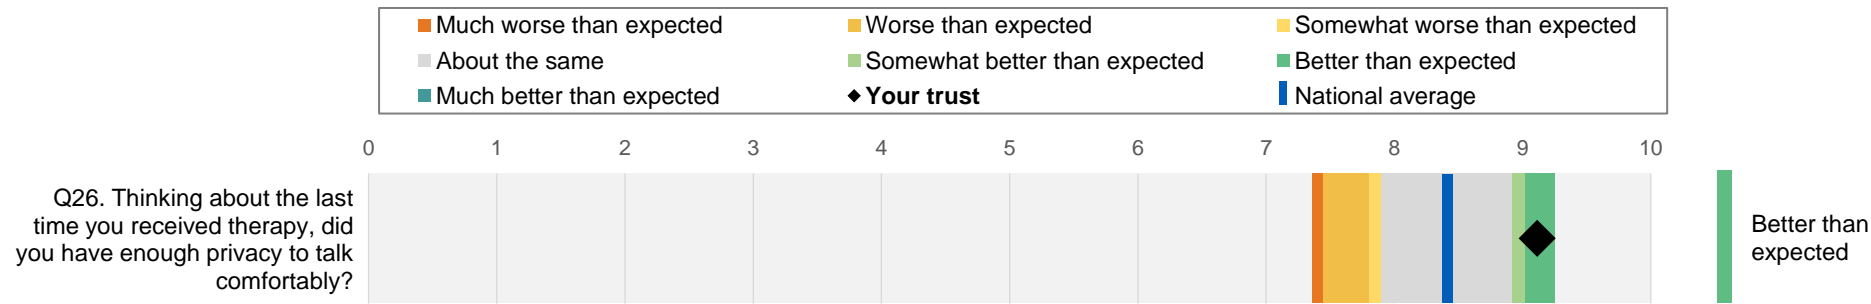 Much worse than expected
Worse than expected
Somewhat worse than expected
About the same
Somewhat better than expected
Better than expected
Much better than expected
Your trust
National average
0 1 2 3 4 5 6 7 8 9 10
Q26. Thinking about the last
time you received therapy, did
you have enough privacy to talk
comfortably?
Better than
expected